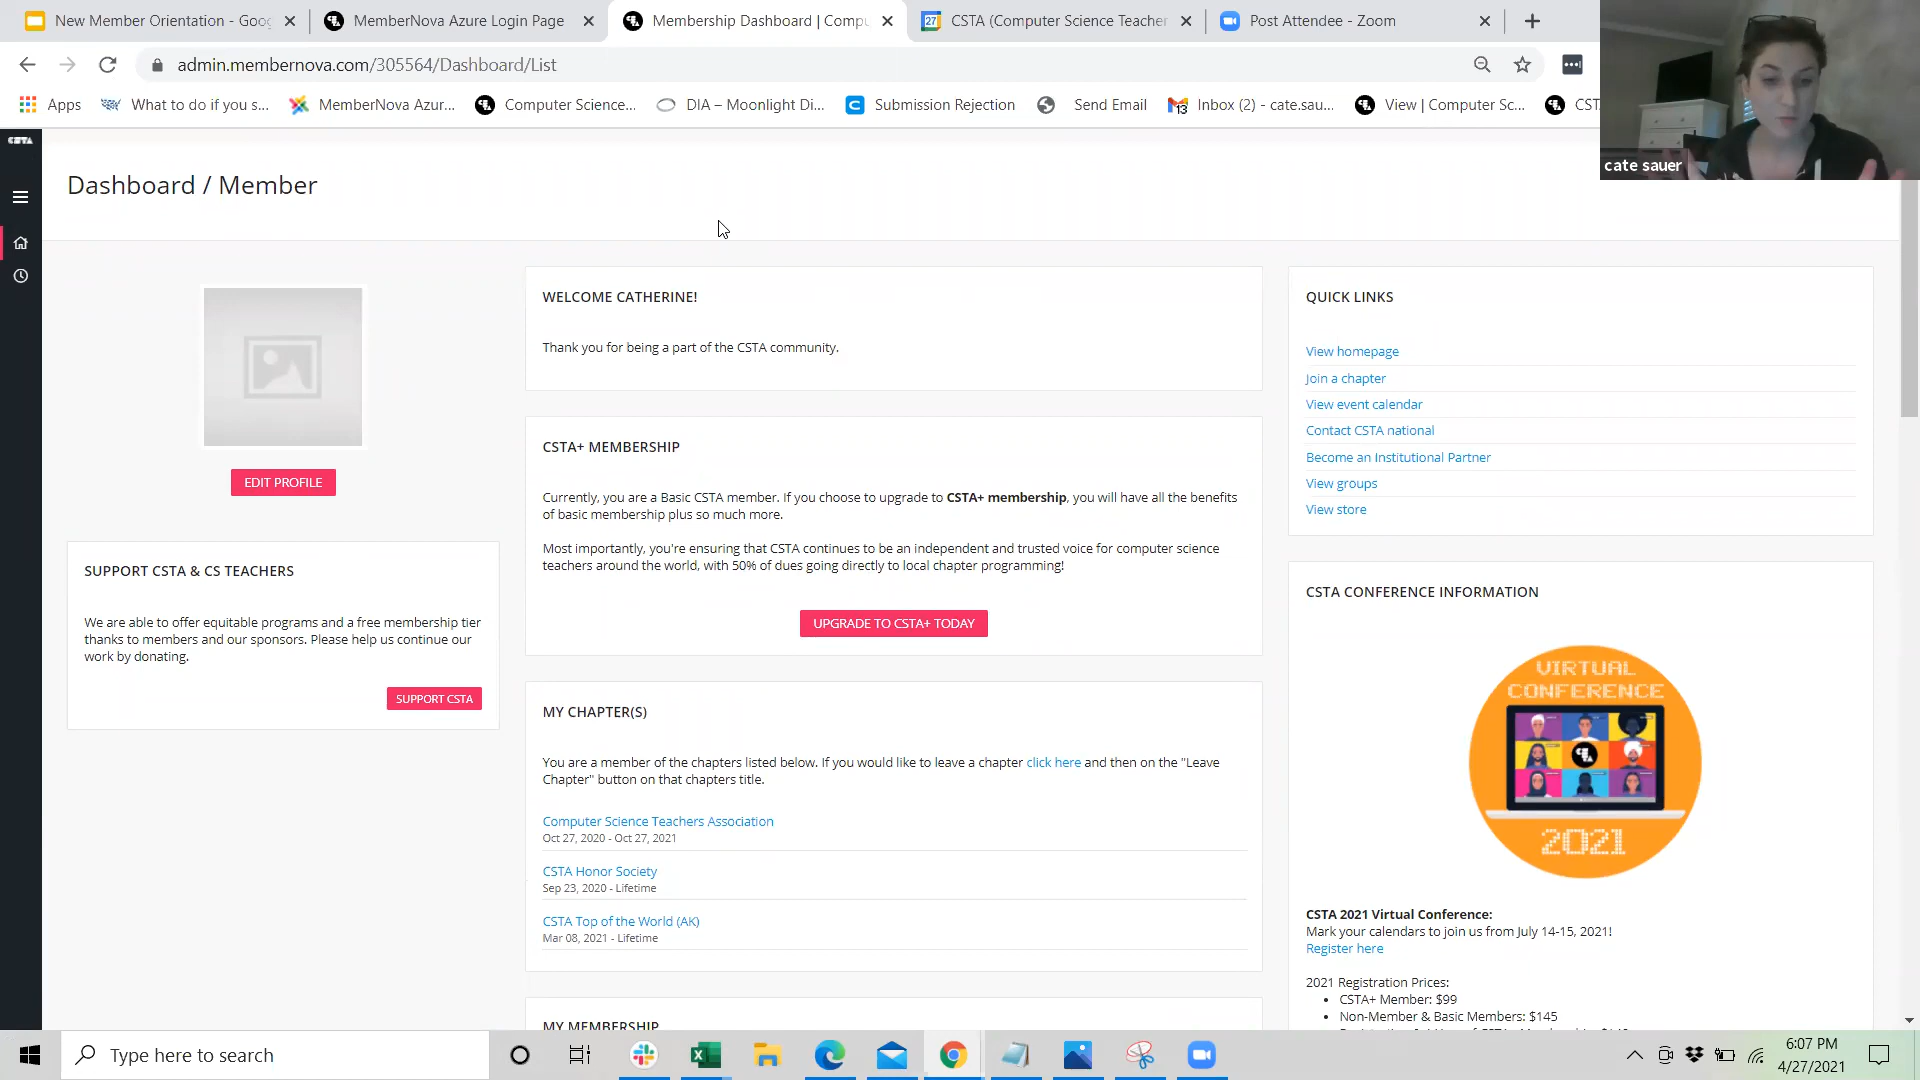 New Member Orientation - Goog
MemberNova Azure Login Page
Membership Dashboard | Compu
27
CSTA (Computer Science Teacher
Post Attendee - Zoom
admin.membernova.com/305564/Dashboard/List
Apps
What to do if you s...
MemberNova Azur...
Computer Science...
DIA – Moonlight Di...
Submission Rejection
Send Email
13
Inbox (2) - cate.sau...
View | Computer Sc...
CST
cate sauer
CSTA
Dashboard / Member
EDIT PROFILE
SUPPORT CSTA & CS TEACHERS
We are able to offer equitable programs and a free membership tier
thanks to members and our sponsors. Please help us continue our
work by donating.
SUPPORT CSTA
WELCOME CATHERINE!
Thank you for being a part of the CSTA community.
CSTA+ MEMBERSHIP
Currently, you are a Basic CSTA member. If you choose to upgrade to CSTA+ membership, you will have all the benefits
of basic membership plus so much more.
Most importantly, you're ensuring that CSTA continues to be an independent and trusted voice for computer science
teachers around the world, with 50% of dues going directly to local chapter programming!
UPGRADE TO CSTA+ TODAY
MY CHAPTER(S)
You are a member of the chapters listed below. If you would like to leave a chapter click here and then on the "Leave
Chapter" button on that chapters title.
Computer Science Teachers Association
Oct 27, 2020 - Oct 27, 2021
CSTA Honor Society
Sep 23, 2020 - Lifetime
CSTA Top of the World (AK)
Mar 08, 2021 - Lifetime
MY MEMBERSHIP
QUICK LINKS
View homepage
Join a chapter
View event calendar
Contact CSTA national
Become an Institutional Partner
View groups
View store
CSTA CONFERENCE INFORMATION
VIRTUAL
CONFERENCE
2021
CSTA 2021 Virtual Conference:
Mark your calendars to join us from July 14-15, 2021!
Register here
2021 Registration Prices:
CSTA+ Member: $99
Non-Member & Basic Members: $145
Type here to search
6:07 PM
4/27/2021